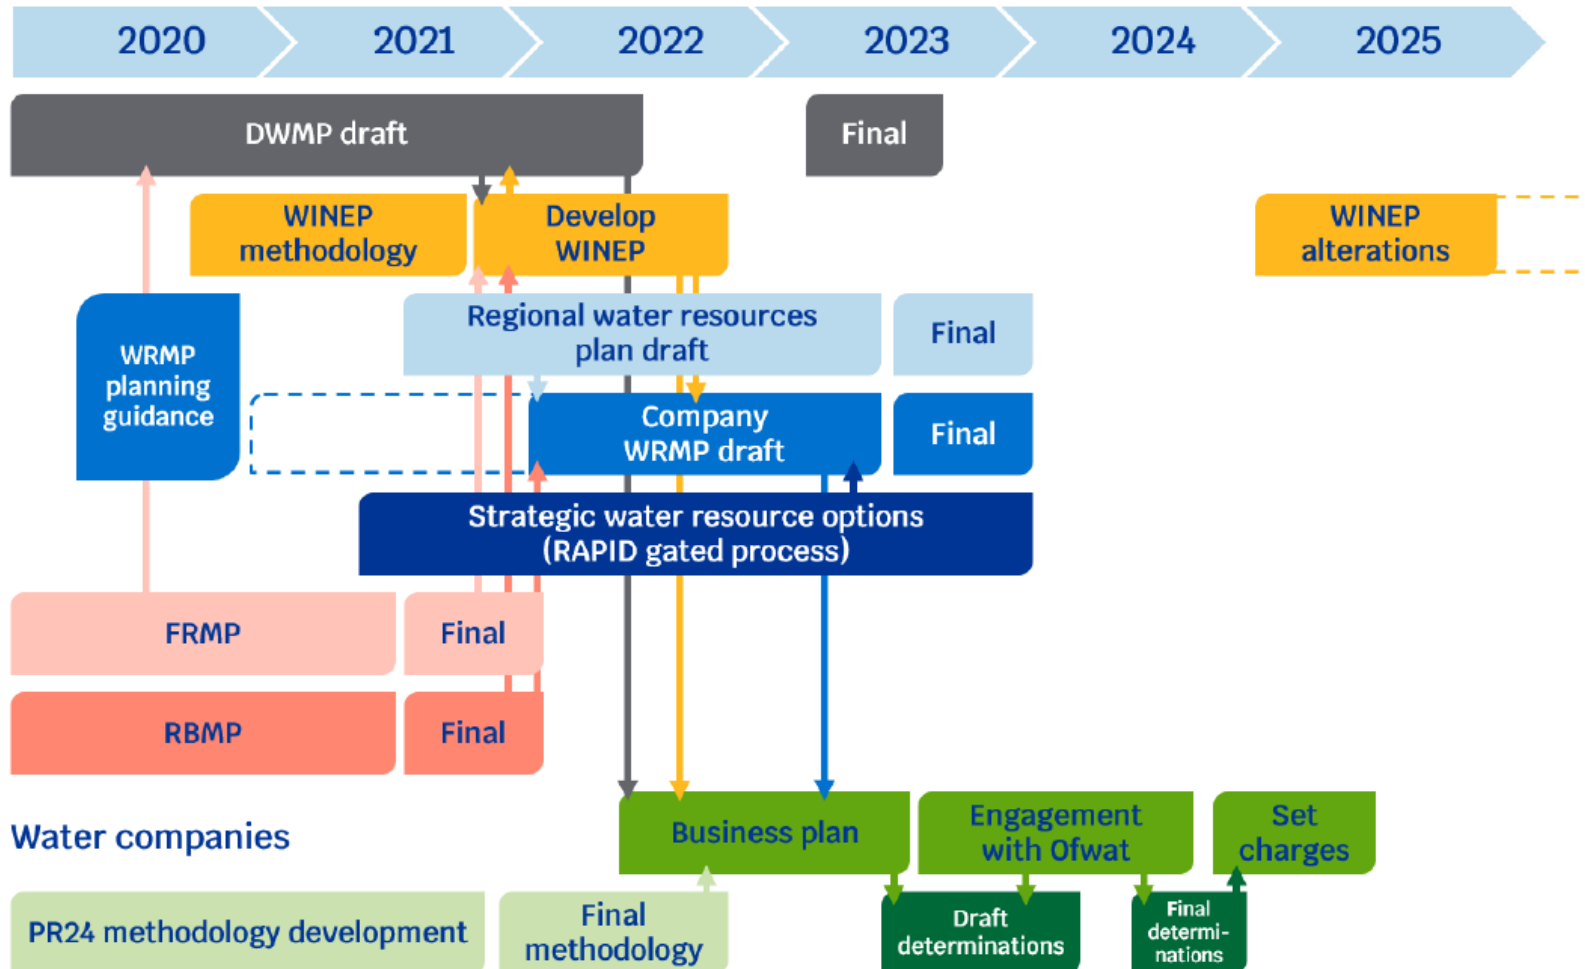 2020
2021
2022
2023
2024
2025
DWMP draft
Final
WINEP
methodology
Develop
WINEP
WINEP
alterations
WRMP
planning
guidance
Regional water resources
plan draft
Final
Company
WRMP draft
Final
Strategic water resource options
(RAPID gated process)
FRMP
Final
RBMP
Final
Water companies
Business plan
Engagement
with Ofwat
Set
charges
PR24 methodology development
Final
methodology
Draft
determinations
Final
determi-
nations